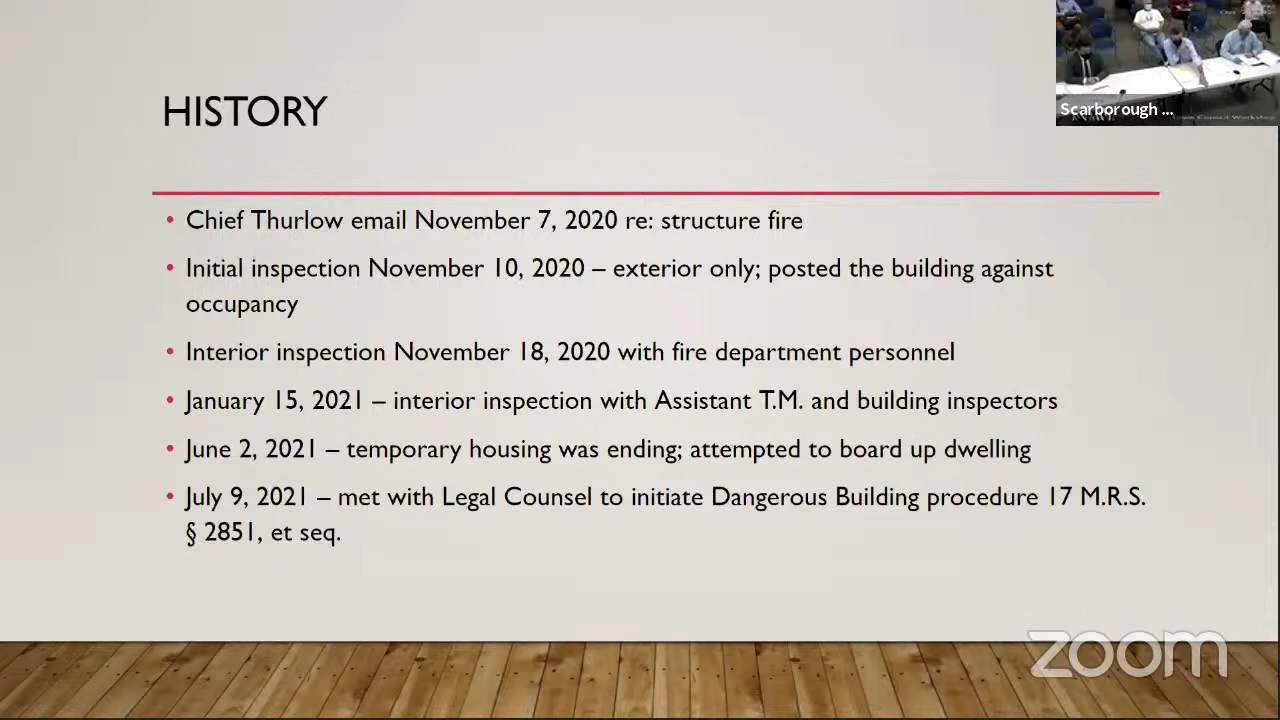 Scarborough ...
HISTORY
• Chief Thurlow email November 7, 2020 re: structure fire
• Initial inspection November 10, 2020 – exterior only; posted the building against
occupancy
• Interior inspection November 18, 2020 with fire department personnel
• January 15, 2021 – interior inspection with Assistant T.M. and building inspectors
• June 2, 2021 – temporary housing was ending; attempted to board up dwelling
• July 9, 2021 – met with Legal Counsel to initiate Dangerous Building procedure 17 M.R.S.
§ 2851, et seq.
zoom